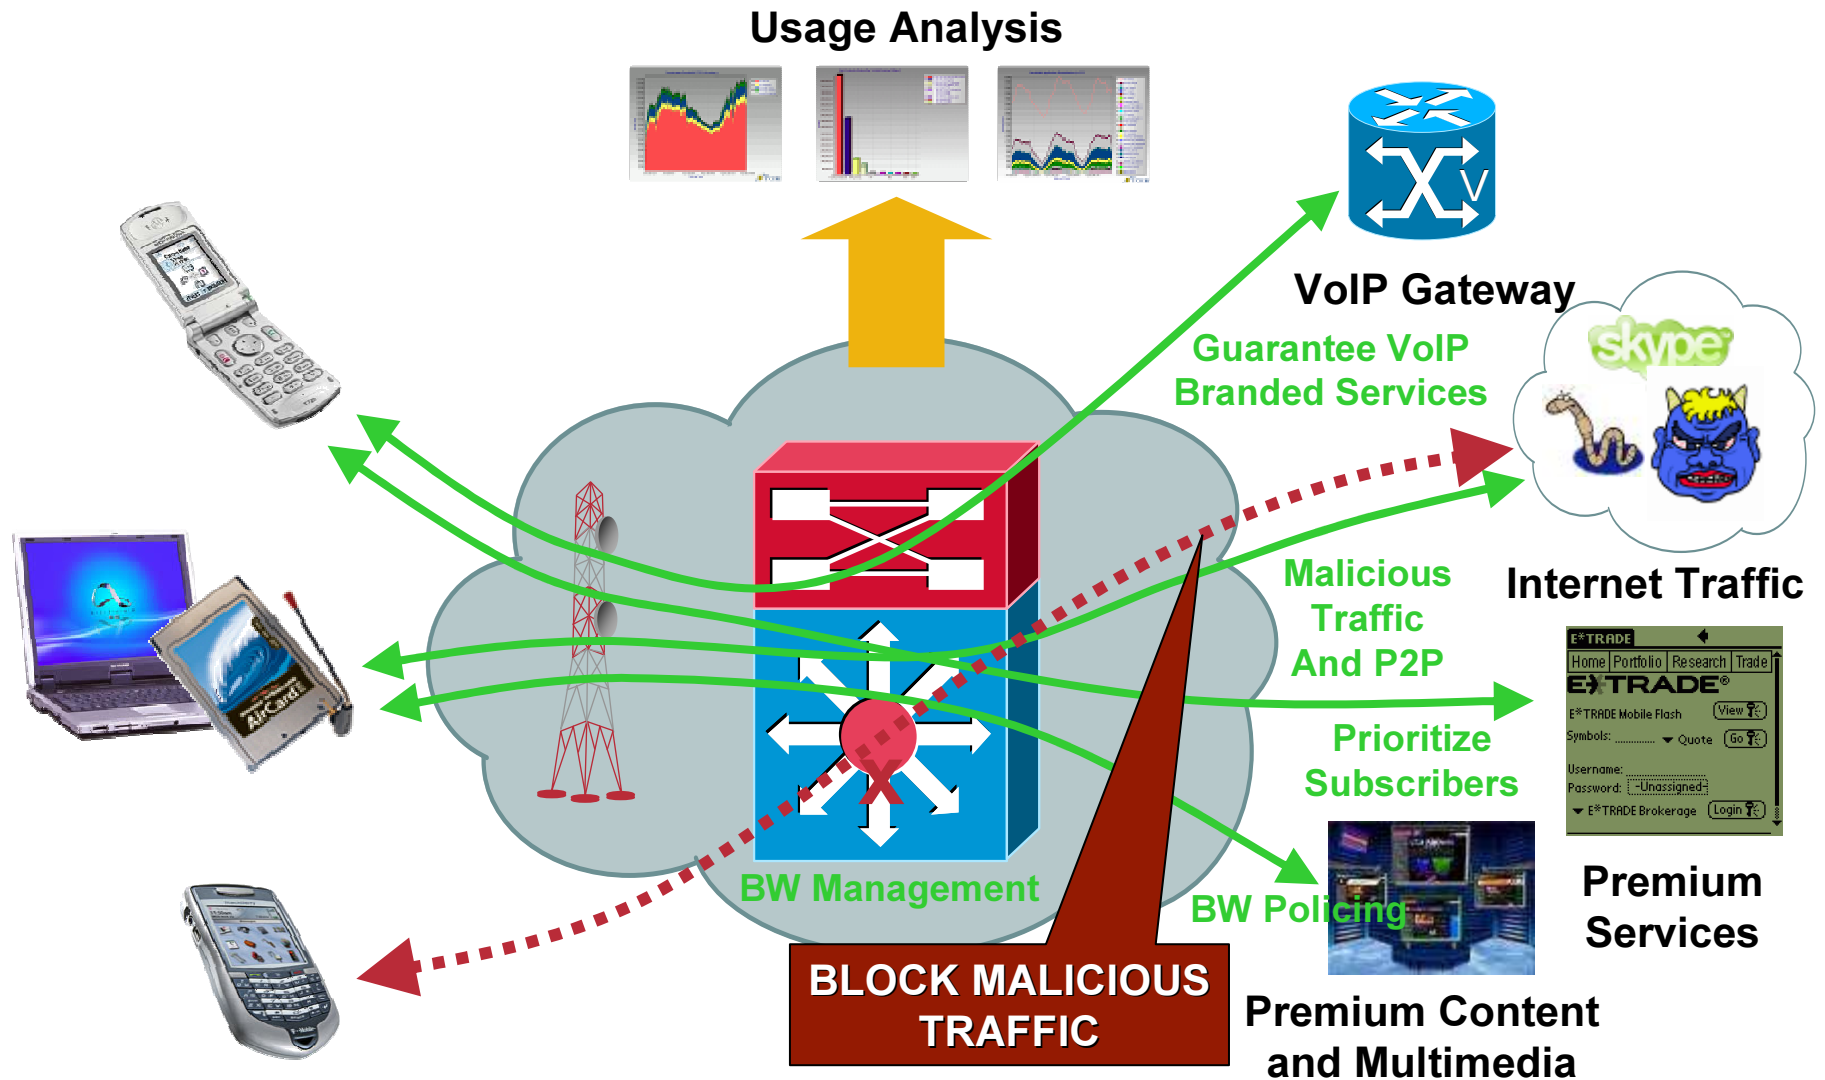 Usage Analysis
V
VoIP Gateway
Guarantee VoIP
Branded Services
skype
Internet Traffic
Malicious
Traffic
And P2P
E*TRADE
Home Portfolio Research Trade
E*TRADE®
E*TRADE Mobile Flash View
Symbols: Quote Go
Username:
Password: -Unassigned-
E*TRADE Brokerage Login
Prioritize
Subscribers
Premium
Services
BW Management
BW Policing
AirCard
X
BLOCK MALICIOUS
TRAFFIC
Premium Content
and Multimedia